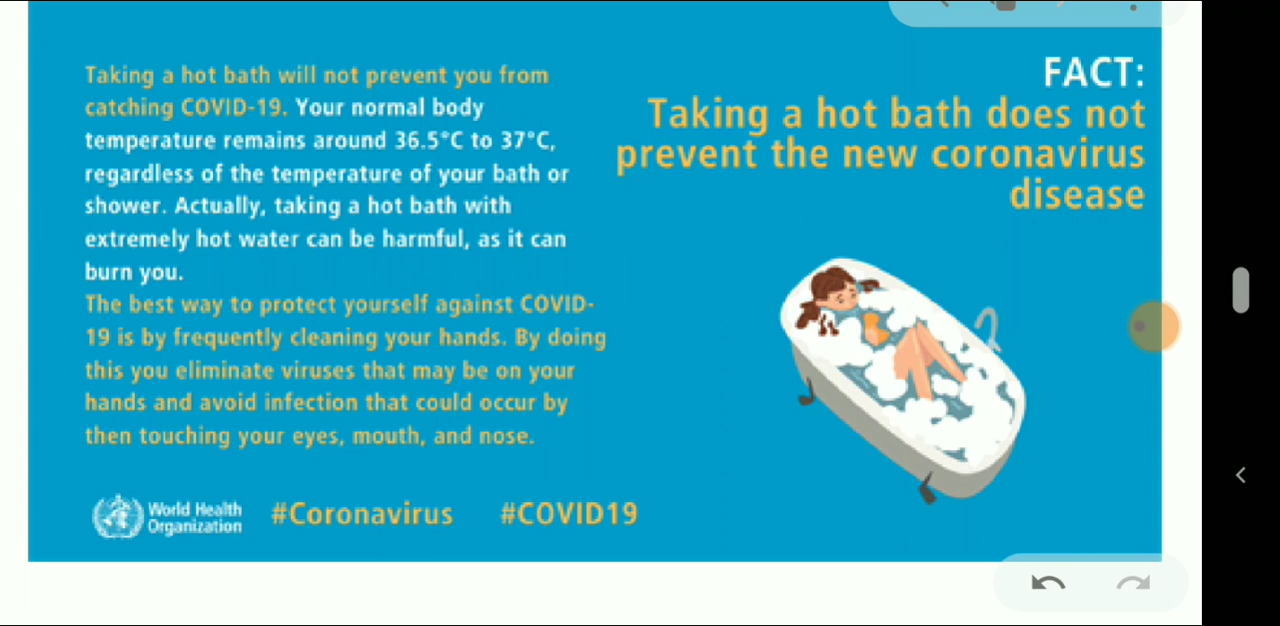 Taking a hot bath will not prevent you from
catching COVID-19. Your normal body
temperature remains around 36.5°C to 37°C,
regardless of the temperature of your bath or
shower. Actually, taking a hot bath with
extremely hot water can be harmful, as it can
burn you.
The best way to protect yourself against COVID-
19 is by frequently cleaning your hands. By doing
this you eliminate viruses that may be on your
hands and avoid infection that could occur by
then touching your eyes, mouth, and nose.
FACT:
Taking a hot bath does not
prevent the new coronavirus
disease
World Health
Organization
#Coronavirus #COVID19